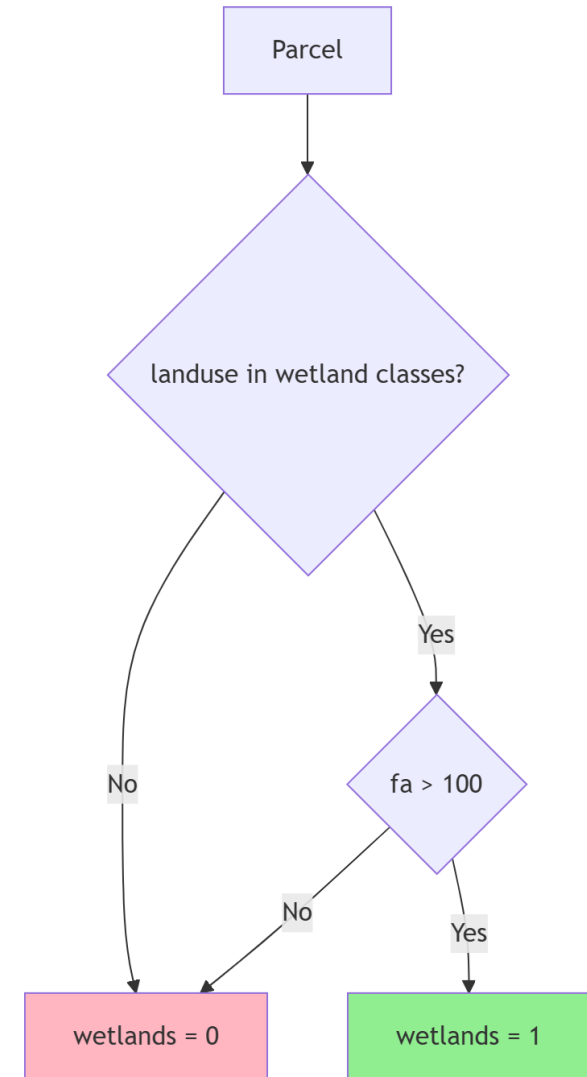 Parcel
landuse in wetland classes?
Yes
No
fa > 100
No
Yes
wetlands = 0
wetlands = 1